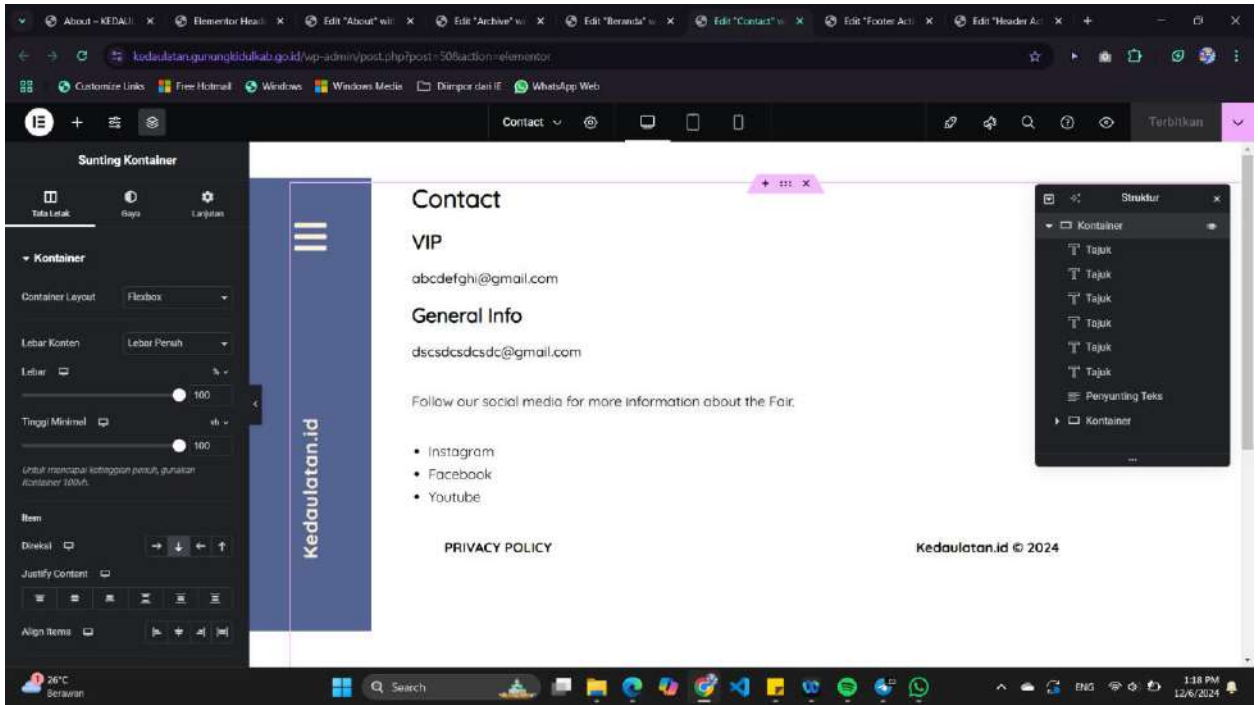 About – KEDAUL
Elementor Head
Edit "About" wit
Edit "Archive" w
Edit "Beranda" w
Edit "Contact" w
Edit "Footer Acti
Edit "Header Ac
kedaulatan.gunungkidulkab.go.id/wp-admin/post.php?post=50&action=elementor
Customize Links
Free Hotmail
Windows
Windows Media
Diimpor dari IE
WhatsApp Web
Contact
Terbitkan
Sunting Kontainer
Tata Letak
Gaya
Lanjutan
Kontainer
Container Layout
Flexbox
Lebar Konten
Lebar Penuh
Lebar
%
100
Tinggi Minimal
vh
100
Untuk mencapai ketinggian penuh, gunakan
Kontainer 100vh.
Item
Direksi
Justify Content
Align Items
Kedaulatan.id
Contact
VIP
abcdefghi@gmail.com
General Info
dscsdcsdcsdc@gmail.com
Follow our social media for more information about the Fair.
• Instagram
• Facebook
• Youtube
PRIVACY POLICY
Kedaulatan.id © 2024
Struktur
Kontainer
Tajuk
Tajuk
Tajuk
Tajuk
Tajuk
Tajuk
Penyunting Teks
Kontainer
1
26°C
Berawan
Search
ENG
1:18 PM
12/6/2024